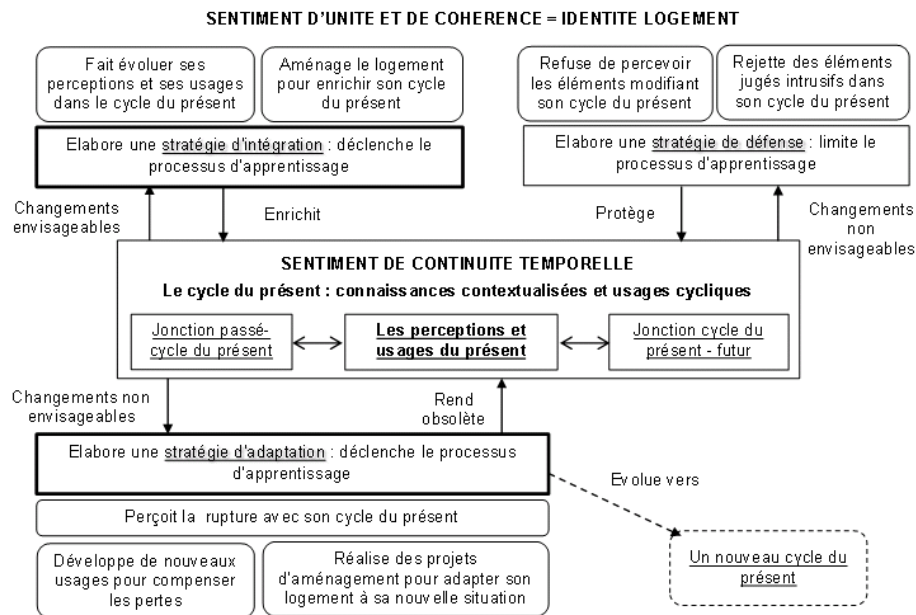 SENTIMENT D'UNITE ET DE COHERENCE = IDENTITE LOGEMENT
Fait évoluer ses
perceptions et ses usages
dans le cycle du présent
Aménage le logement
pour enrichir son cycle
du présent
Refuse de percevoir
les éléments modifiant
son cycle du présent
Rejette des éléments
jugés intrusifs dans
son cycle du présent
Elabore une stratégie d'intégration : déclenche le
processus d'apprentissage
Elabore une stratégie de défense : limite le
processus d'apprentissage
Changements
envisageables
Enrichit
Protège
Changements
non
envisageables
SENTIMENT DE CONTINUITE TEMPORELLE
Le cycle du présent : connaissances contextualisées et usages cycliques
Jonction passé-
cycle du présent
Les perceptions et
usages du présent
Jonction cycle du
présent - futur
Changements non
envisageables
Rend
obsolète
Elabore une stratégie d'adaptation : déclenche le processus
d'apprentissage
Evolue vers
Perçoit la rupture avec son cycle du présent
Développe de nouveaux
usages pour compenser
les pertes
Réalise des projets
d'aménagement pour adapter son
logement à sa nouvelle situation
Un nouveau cycle du
présent